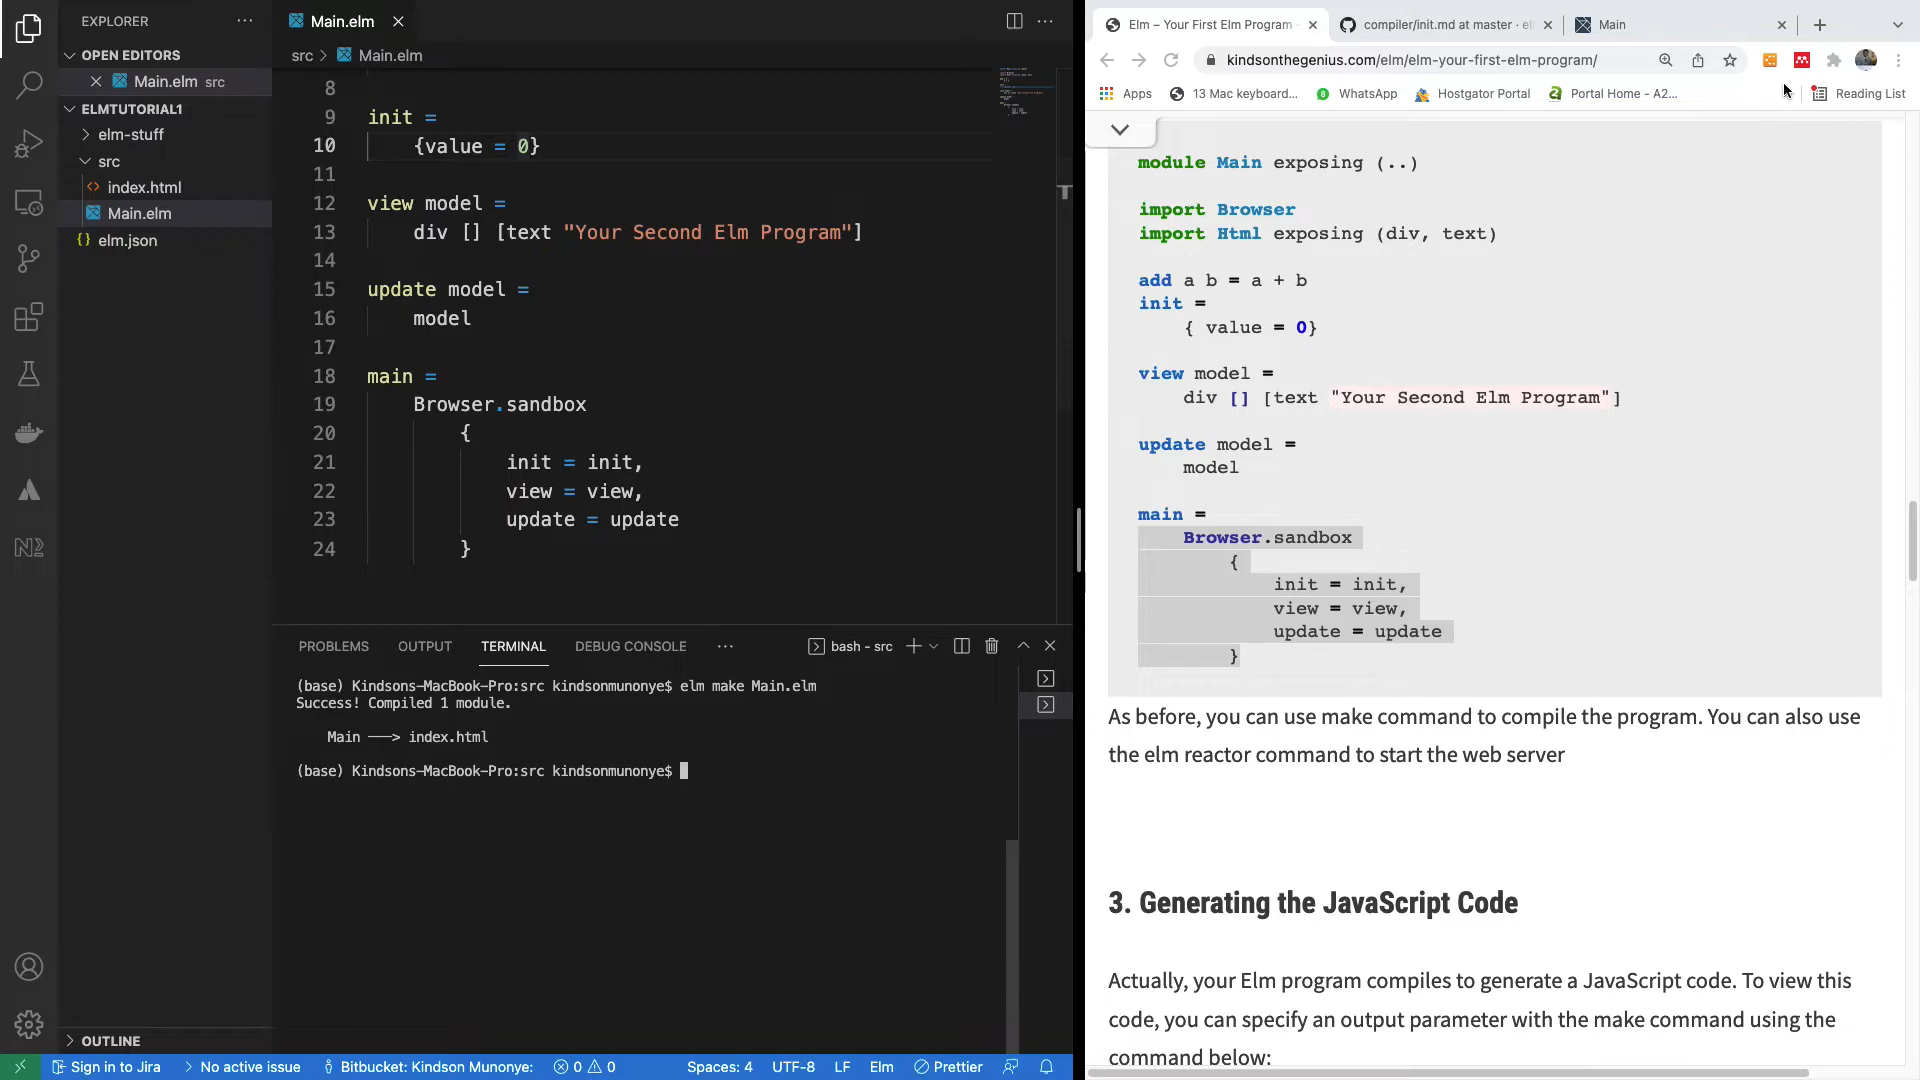 EXPLORER
OPEN EDITORS
Main.elm src
ELMTUTORIAL1
elm-stuff
src
index.html
Main.elm
elm.json
OUTLINE
Main.elm
src > Main.elm
8
9 init =
10 {value = 0}
11
12 view model =
13 div [] [text "Your Second Elm Program"]
14
15 update model =
16 model
17
18 main =
19 Browser.sandbox
20 {
21 init = init,
22 view = view,
23 update = update
24 }
PROBLEMS OUTPUT TERMINAL DEBUG CONSOLE bash - src
(base) Kindsons-MacBook-Pro:src kindsonmunonye$ elm make Main.elm
Success! Compiled 1 module.
Main ———> index.html
(base) Kindsons-MacBook-Pro:src kindsonmunonye$
Sign in to Jira No active issue Bitbucket: Kindson Munonye: 0 0 Spaces: 4 UTF-8 LF Elm Prettier
Elm – Your First Elm Program - compiler/init.md at master · Main
kindsonthegenius.com/elm/elm-your-first-elm-program/
Apps 13 Mac keyboard... WhatsApp Hostgator Portal Portal Home - A2... Reading List
module Main exposing (..)
import Browser
import Html exposing (div, text)
add a b = a + b
init =
{ value = 0}
view model =
div [] [text "Your Second Elm Program"]
update model =
model
main =
Browser.sandbox
{
init = init,
view = view,
update = update
}
As before, you can use make command to compile the program. You can also use
the elm reactor command to start the web server
3. Generating the JavaScript Code
Actually, your Elm program compiles to generate a JavaScript code. To view this
code, you can specify an output parameter with the make command using the
command below: